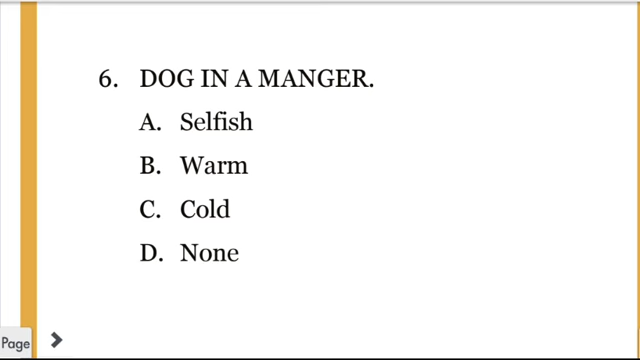 6. DOG IN A MANGER.
A. Selfish
B. Warm
C. Cold
D. None
Page